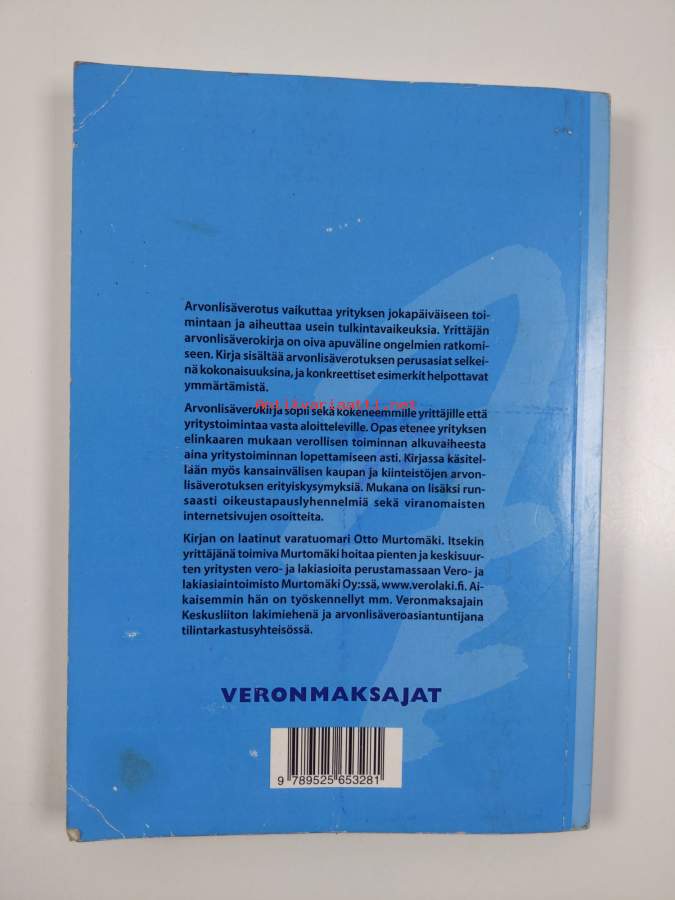 Arvonlisäverotus vaikuttaa yrityksen jokapäiväiseen toi-
mintaan ja aiheuttaa usein tulkintavaikeuksia. Yrittäjän
arvonlisäverokirja on oiva apuväline ongelmien ratkomi-
seen. Kirja sisältää arvonlisäverotuksen perusasiat selkei-
nä kokonaisuuksina, ja konkreettiset esimerkit helpottavat
ymmärtämistä.
Antikvariaatti.net
Arvonlisäverokirja sopii sekä kokeneemmille yrittäjille että
yritystoimintaa vasta aloitteleville. Opas etenee yrityksen
elinkaaren mukaan verollisen toiminnan alkuvaiheesta
aina yritystoiminnan lopettamiseen asti. Kirjassa käsitel-
lään myös kansainvälisen kaupan ja kiinteistöjen arvon-
lisäverotuksen erityiskysymyksiä. Mukana on lisäksi run-
saasti oikeustapauslyhennelmiä sekä viranomaisten
internetsivujen osoitteita.
Kirjan on laatinut varatuomari Otto Murtomäki. Itsekin
yrittäjänä toimiva Murtomäki hoitaa pienten ja keskisuur-
ten yritysten vero- ja lakiasioita perustamassaan Vero- ja
lakiasiaintoimisto Murtomäki Oy:ssä, www.verolaki.fi. Ai-
kaisemmin hän on työskennellyt mm. Veronmaksajain
Keskusliiton lakimiehenä ja arvonlisäveroasiantuntijana
tilintarkastusyhteisössä.
VERONMAKSAJAT
9 789525 653281